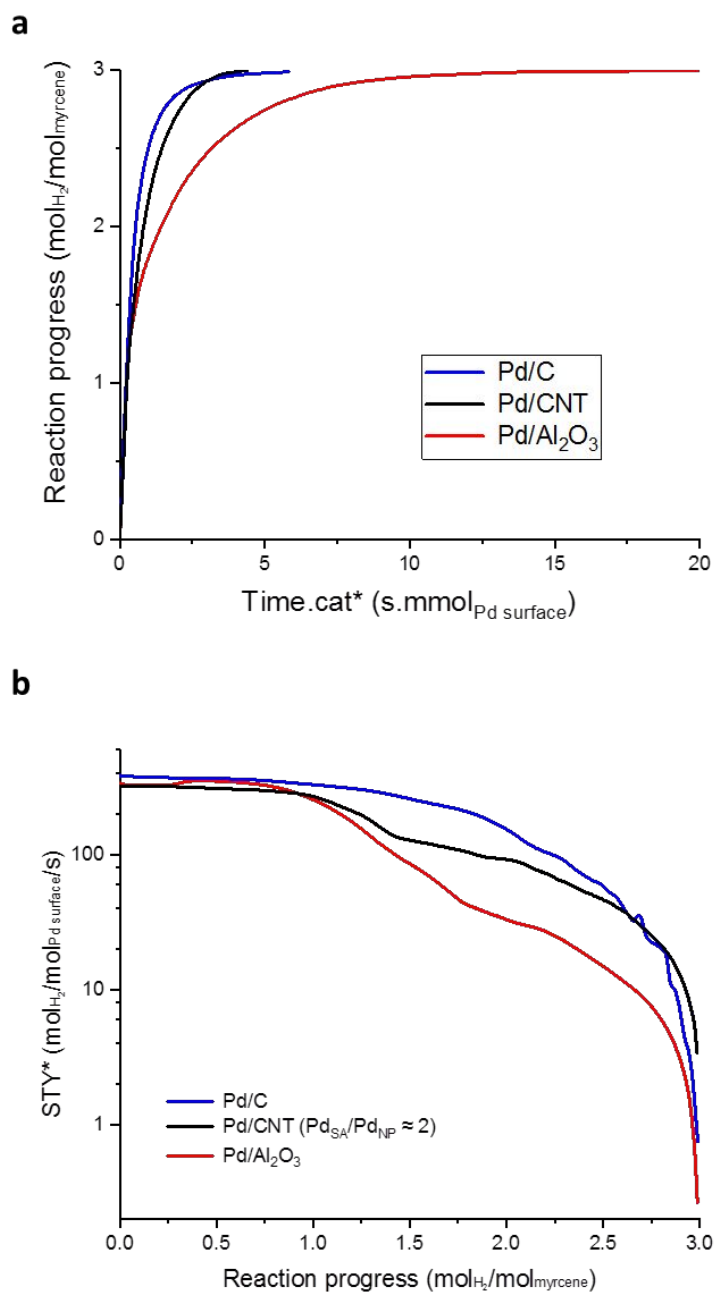 a
Reaction progress (molH₂/molmyrcene)
3
2
1
0
Pd/C
Pd/CNT
Pd/Al₂O₃
0 5 10 15 20
Time.cat* (s.mmolPd surface)
b
STY* (molH₂/molPd surface/s)
100
10
1
Pd/C
Pd/CNT (PdSA/PdNP ≈ 2)
Pd/Al₂O₃
0.0 0.5 1.0 1.5 2.0 2.5 3.0
Reaction progress (molH₂/molmyrcene)